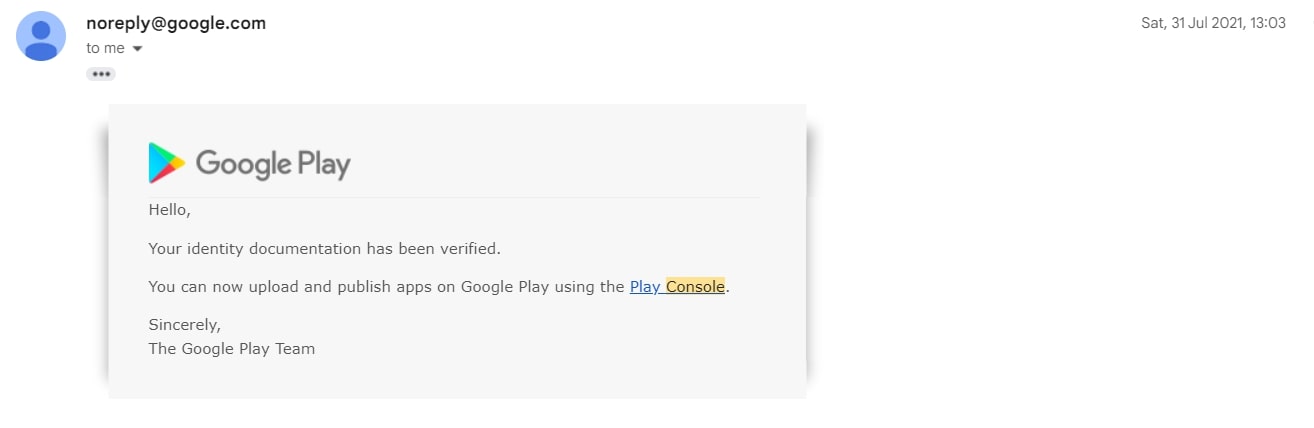 noreply@google.com
Sat, 31 Jul 2021, 13:03
to me
Google Play
Hello,
Your identity documentation has been verified.
You can now upload and publish apps on Google Play using the Play Console.
Sincerely,
The Google Play Team